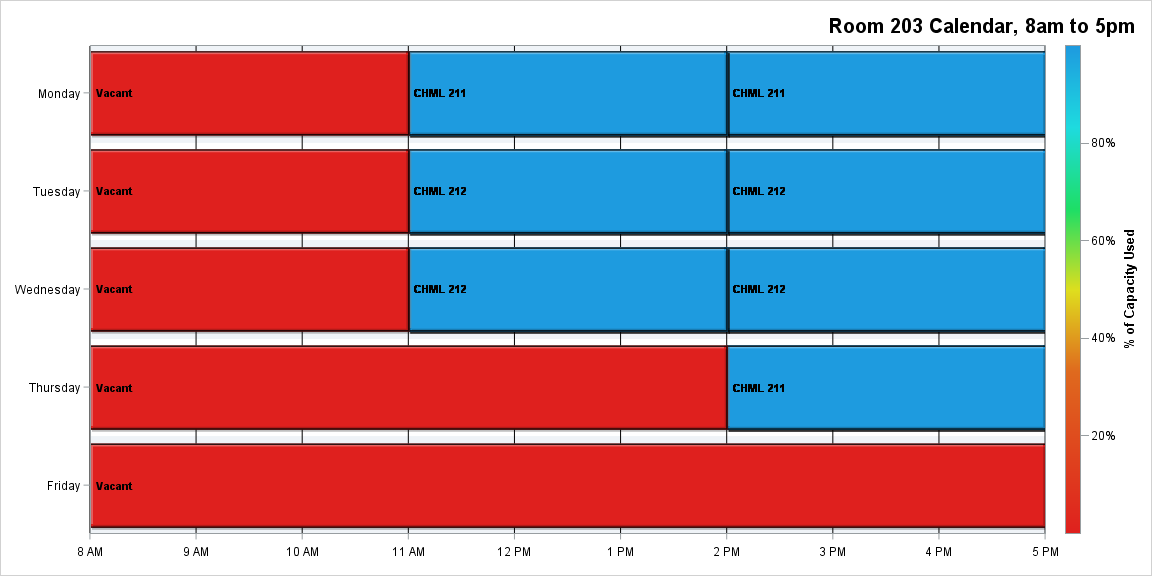 Room 203 Calendar, 8am to 5pm
Monday
Vacant
CHML 211
CHML 211
Tuesday
Vacant
CHML 212
CHML 212
Wednesday
Vacant
CHML 212
CHML 212
Thursday
Vacant
CHML 211
Friday
Vacant
8 AM
9 AM
10 AM
11 AM
12 PM
1 PM
2 PM
3 PM
4 PM
5 PM
80%
60%
40%
20%
% of Capacity Used